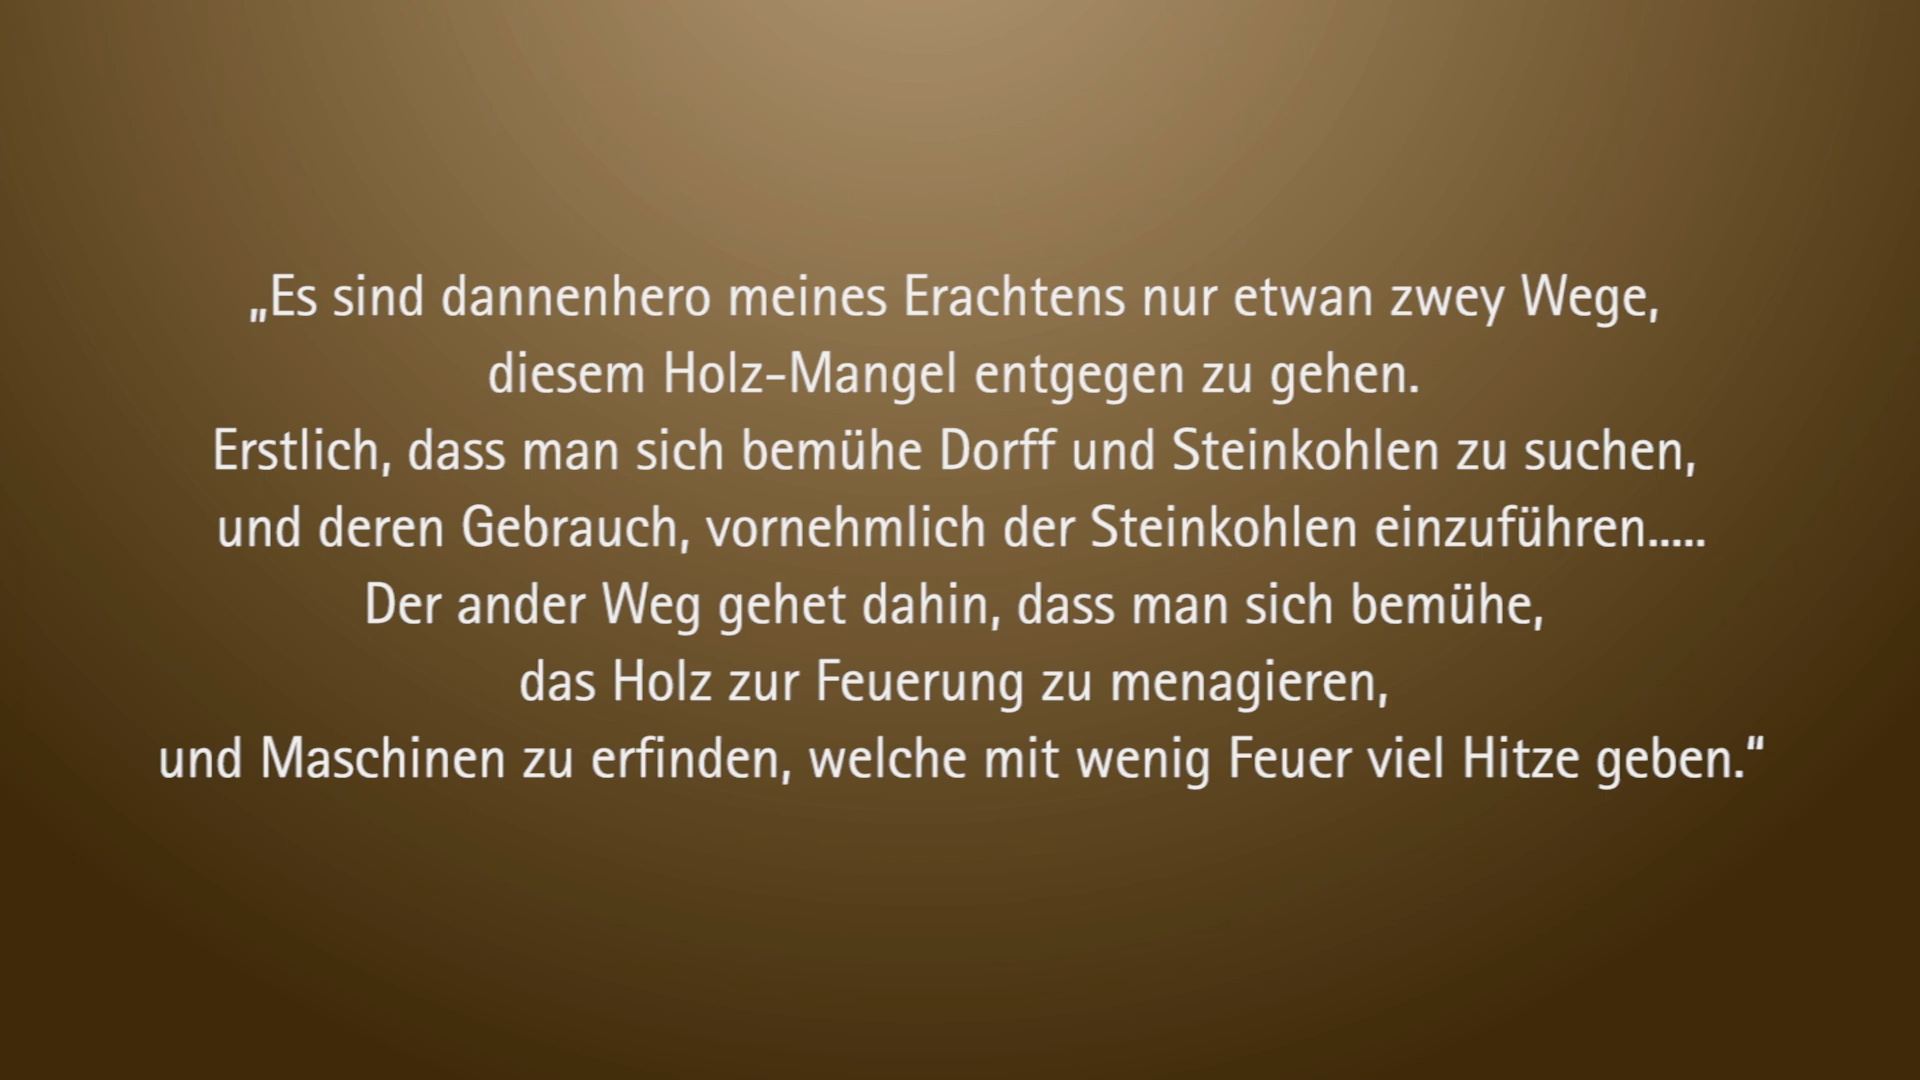 „Es sind dannenhero meines Erachtens nur etwan zwey Wege,
diesem Holz-Mangel entgegen zu gehen.
Erstlich, dass man sich bemühe Dorff und Steinkohlen zu suchen,
und deren Gebrauch, vornehmlich der Steinkohlen einzuführen.....
Der ander Weg gehet dahin, dass man sich bemühe,
das Holz zur Feuerung zu menagieren,
und Maschinen zu erfinden, welche mit wenig Feuer viel Hitze geben.“